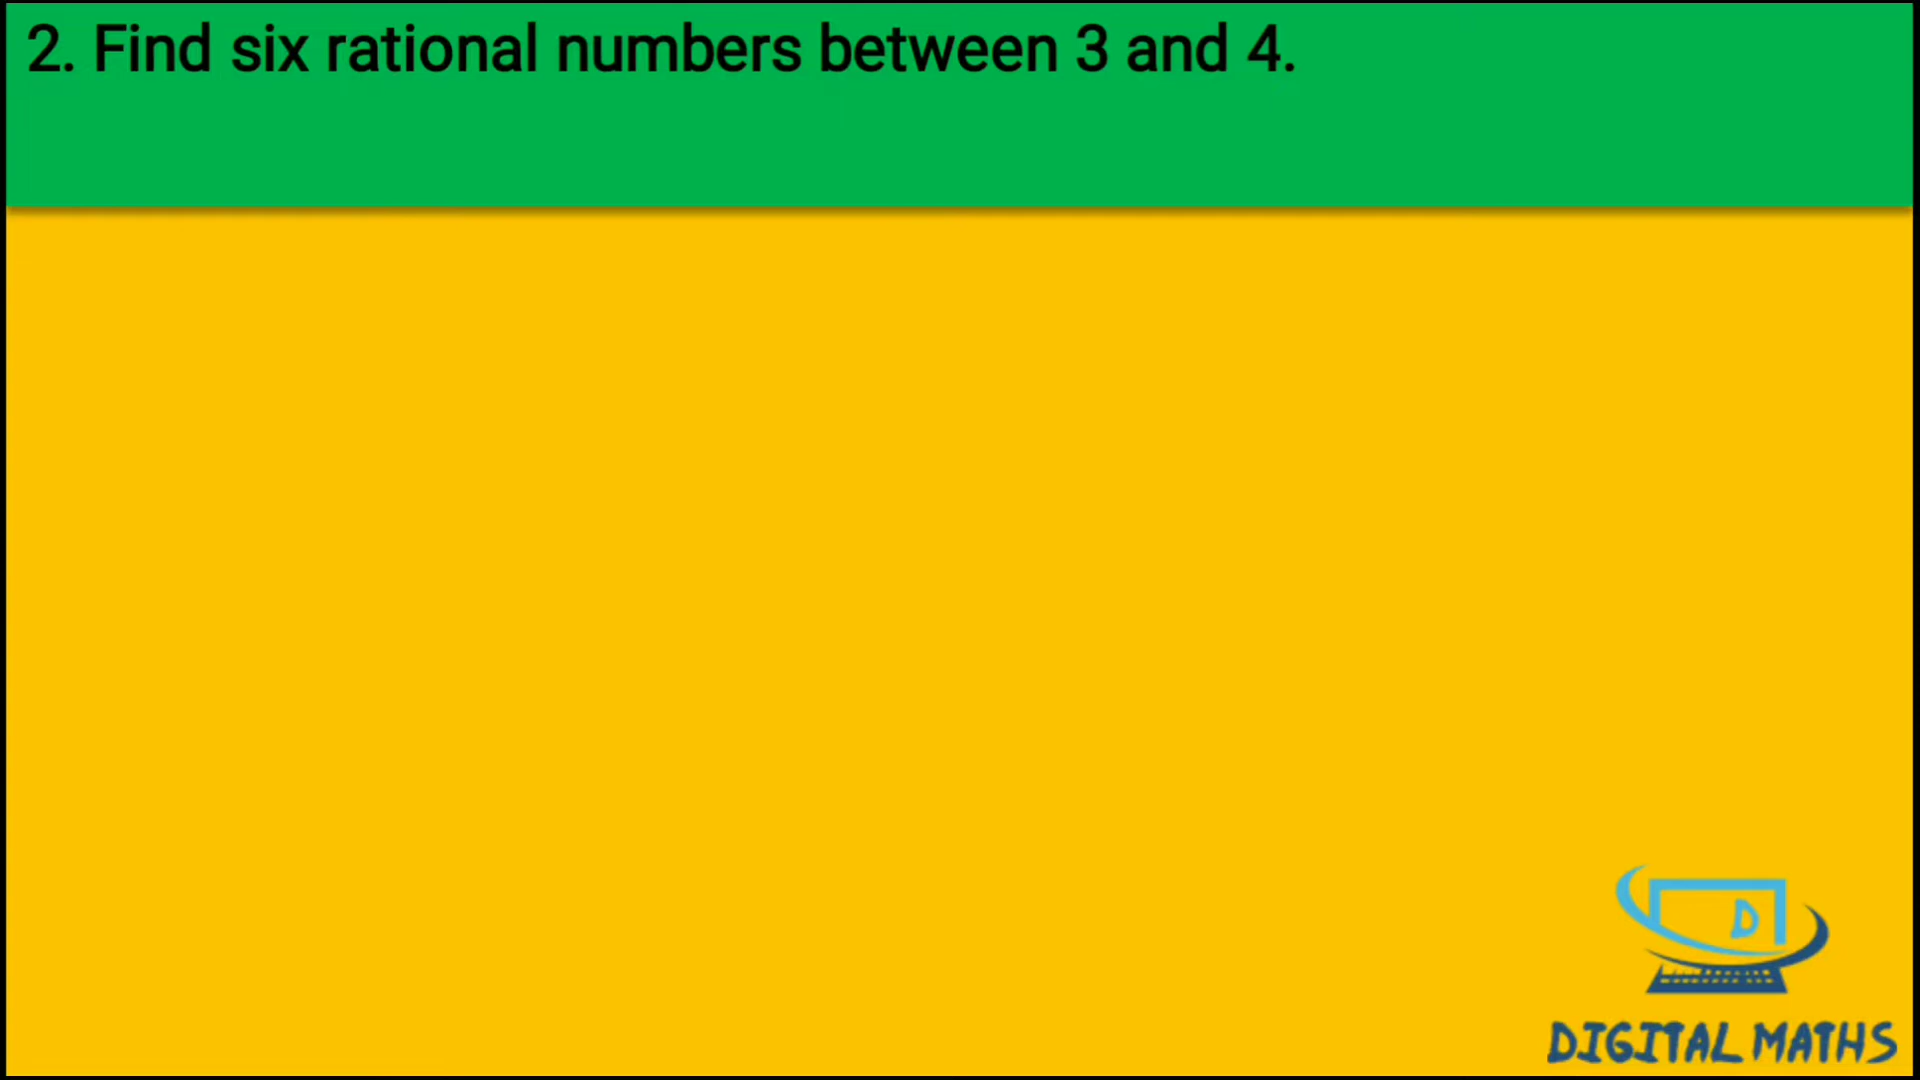 2. Find six rational numbers between 3 and 4.
D
DIGITAL MATHS